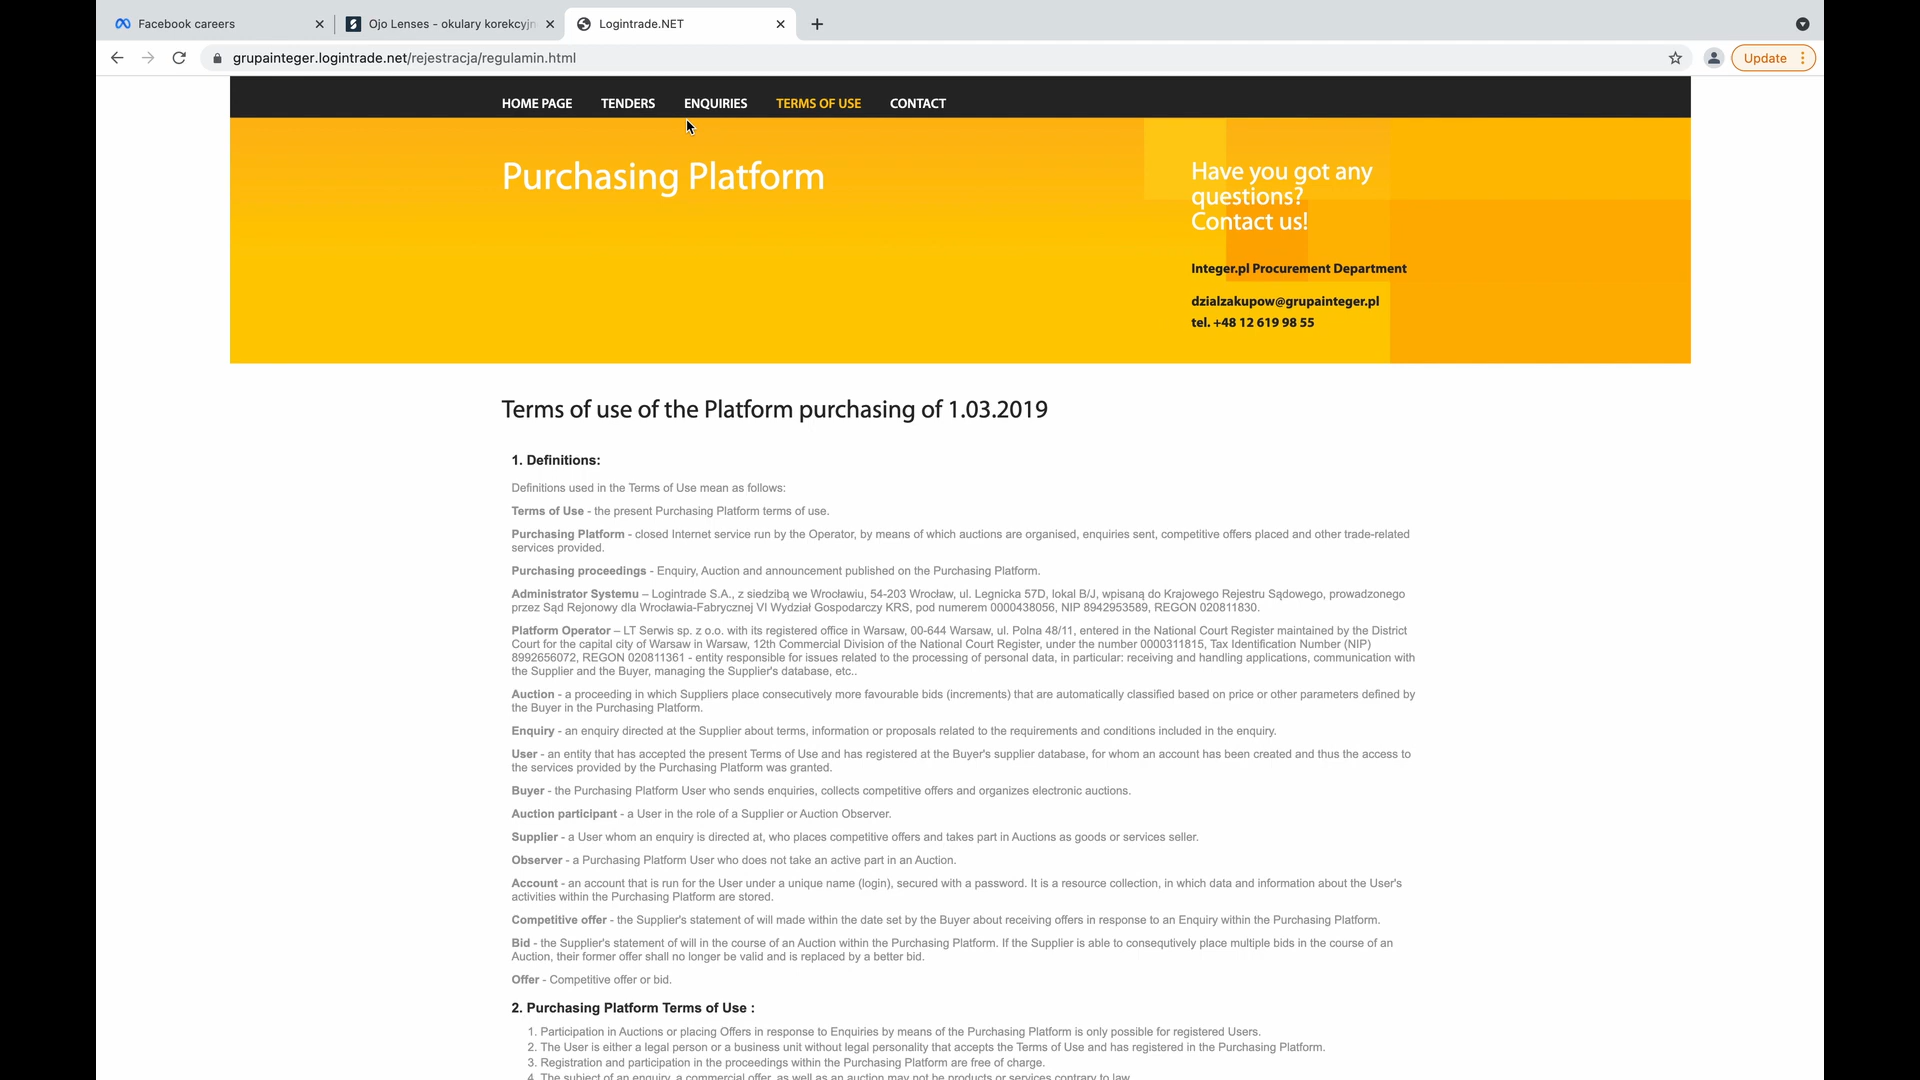 Facebook careers
Ojo Lenses - okulary korekcyjn
Logintrade.NET
grupainteger.logintrade.net/rejestracja/regulamin.html
Update
HOME PAGE TENDERS ENQUIRIES TERMS OF USE CONTACT
Purchasing Platform
Have you got any
questions?
Contact us!
Integer.pl Procurement Department
dzialzakupow@grupainteger.pl
tel. +48 12 619 98 55
Terms of use of the Platform purchasing of 1.03.2019
1. Definitions:
Definitions used in the Terms of Use mean as follows:
Terms of Use - the present Purchasing Platform terms of use.
Purchasing Platform - closed Internet service run by the Operator, by means of which auctions are organised, enquiries sent, competitive offers placed and other trade-related
services provided.
Purchasing proceedings - Enquiry, Auction and announcement published on the Purchasing Platform.
Administrator Systemu – Logintrade S.A., z siedzibą we Wrocławiu, 54-203 Wrocław, ul. Legnicka 57D, lokal B/J, wpisaną do Krajowego Rejestru Sądowego, prowadzonego
przez Sąd Rejonowy dla Wrocławia-Fabrycznej VI Wydział Gospodarczy KRS, pod numerem 0000438056, NIP 8942953589, REGON 020811830.
Platform Operator – LT Serwis sp. z o.o. with its registered office in Warsaw, 00-644 Warsaw, ul. Polna 48/11, entered in the National Court Register maintained by the District
Court for the capital city of Warsaw in Warsaw, 12th Commercial Division of the National Court Register, under the number 0000311815, Tax Identification Number (NIP)
8992656072, REGON 020811361 - entity responsible for issues related to the processing of personal data, in particular: receiving and handling applications, communication with
the Supplier and the Buyer, managing the Supplier's database, etc..
Auction - a proceeding in which Suppliers place consecutively more favourable bids (increments) that are automatically classified based on price or other parameters defined by
the Buyer in the Purchasing Platform.
Enquiry - an enquiry directed at the Supplier about terms, information or proposals related to the requirements and conditions included in the enquiry.
User - an entity that has accepted the present Terms of Use and has registered at the Buyer's supplier database, for whom an account has been created and thus the access to
the services provided by the Purchasing Platform was granted.
Buyer - the Purchasing Platform User who sends enquiries, collects competitive offers and organizes electronic auctions.
Auction participant - a User in the role of a Supplier or Auction Observer.
Supplier - a User whom an enquiry is directed at, who places competitive offers and takes part in Auctions as goods or services seller.
Observer - a Purchasing Platform User who does not take an active part in an Auction.
Account - an account that is run for the User under a unique name (login), secured with a password. It is a resource collection, in which data and information about the User's
activities within the Purchasing Platform are stored.
Competitive offer - the Supplier's statement of will made within the date set by the Buyer about receiving offers in response to an Enquiry within the Purchasing Platform.
Bid - the Supplier's statement of will in the course of an Auction within the Purchasing Platform. If the Supplier is able to consequtively place multiple bids in the course of an
Auction, their former offer shall no longer be valid and is replaced by a better bid.
Offer - Competitive offer or bid.
2. Purchasing Platform Terms of Use :
1. Participation in Auctions or placing Offers in response to Enquiries by means of the Purchasing Platform is only possible for registered Users.
2. The User is either a legal person or a business unit without legal personality that accepts the Terms of Use and has registered in the Purchasing Platform.
3. Registration and participation in the proceedings within the Purchasing Platform are free of charge.
4. The subject of an enquiry, a commercial offer, as well as an auction may not be products or services contrary to law.